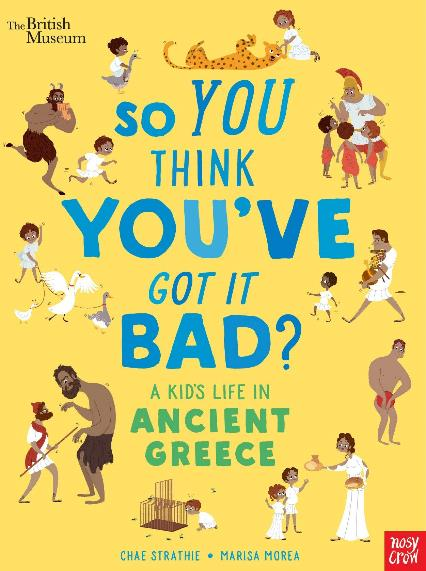 The British
Museum
SO YOU
THINK
YOU'VE
GOT IT
BAD?
A KID'S LIFE IN
ANCIENT
GREECE
CHAE STRATHIE • MARISA MOREA
nosy
crow